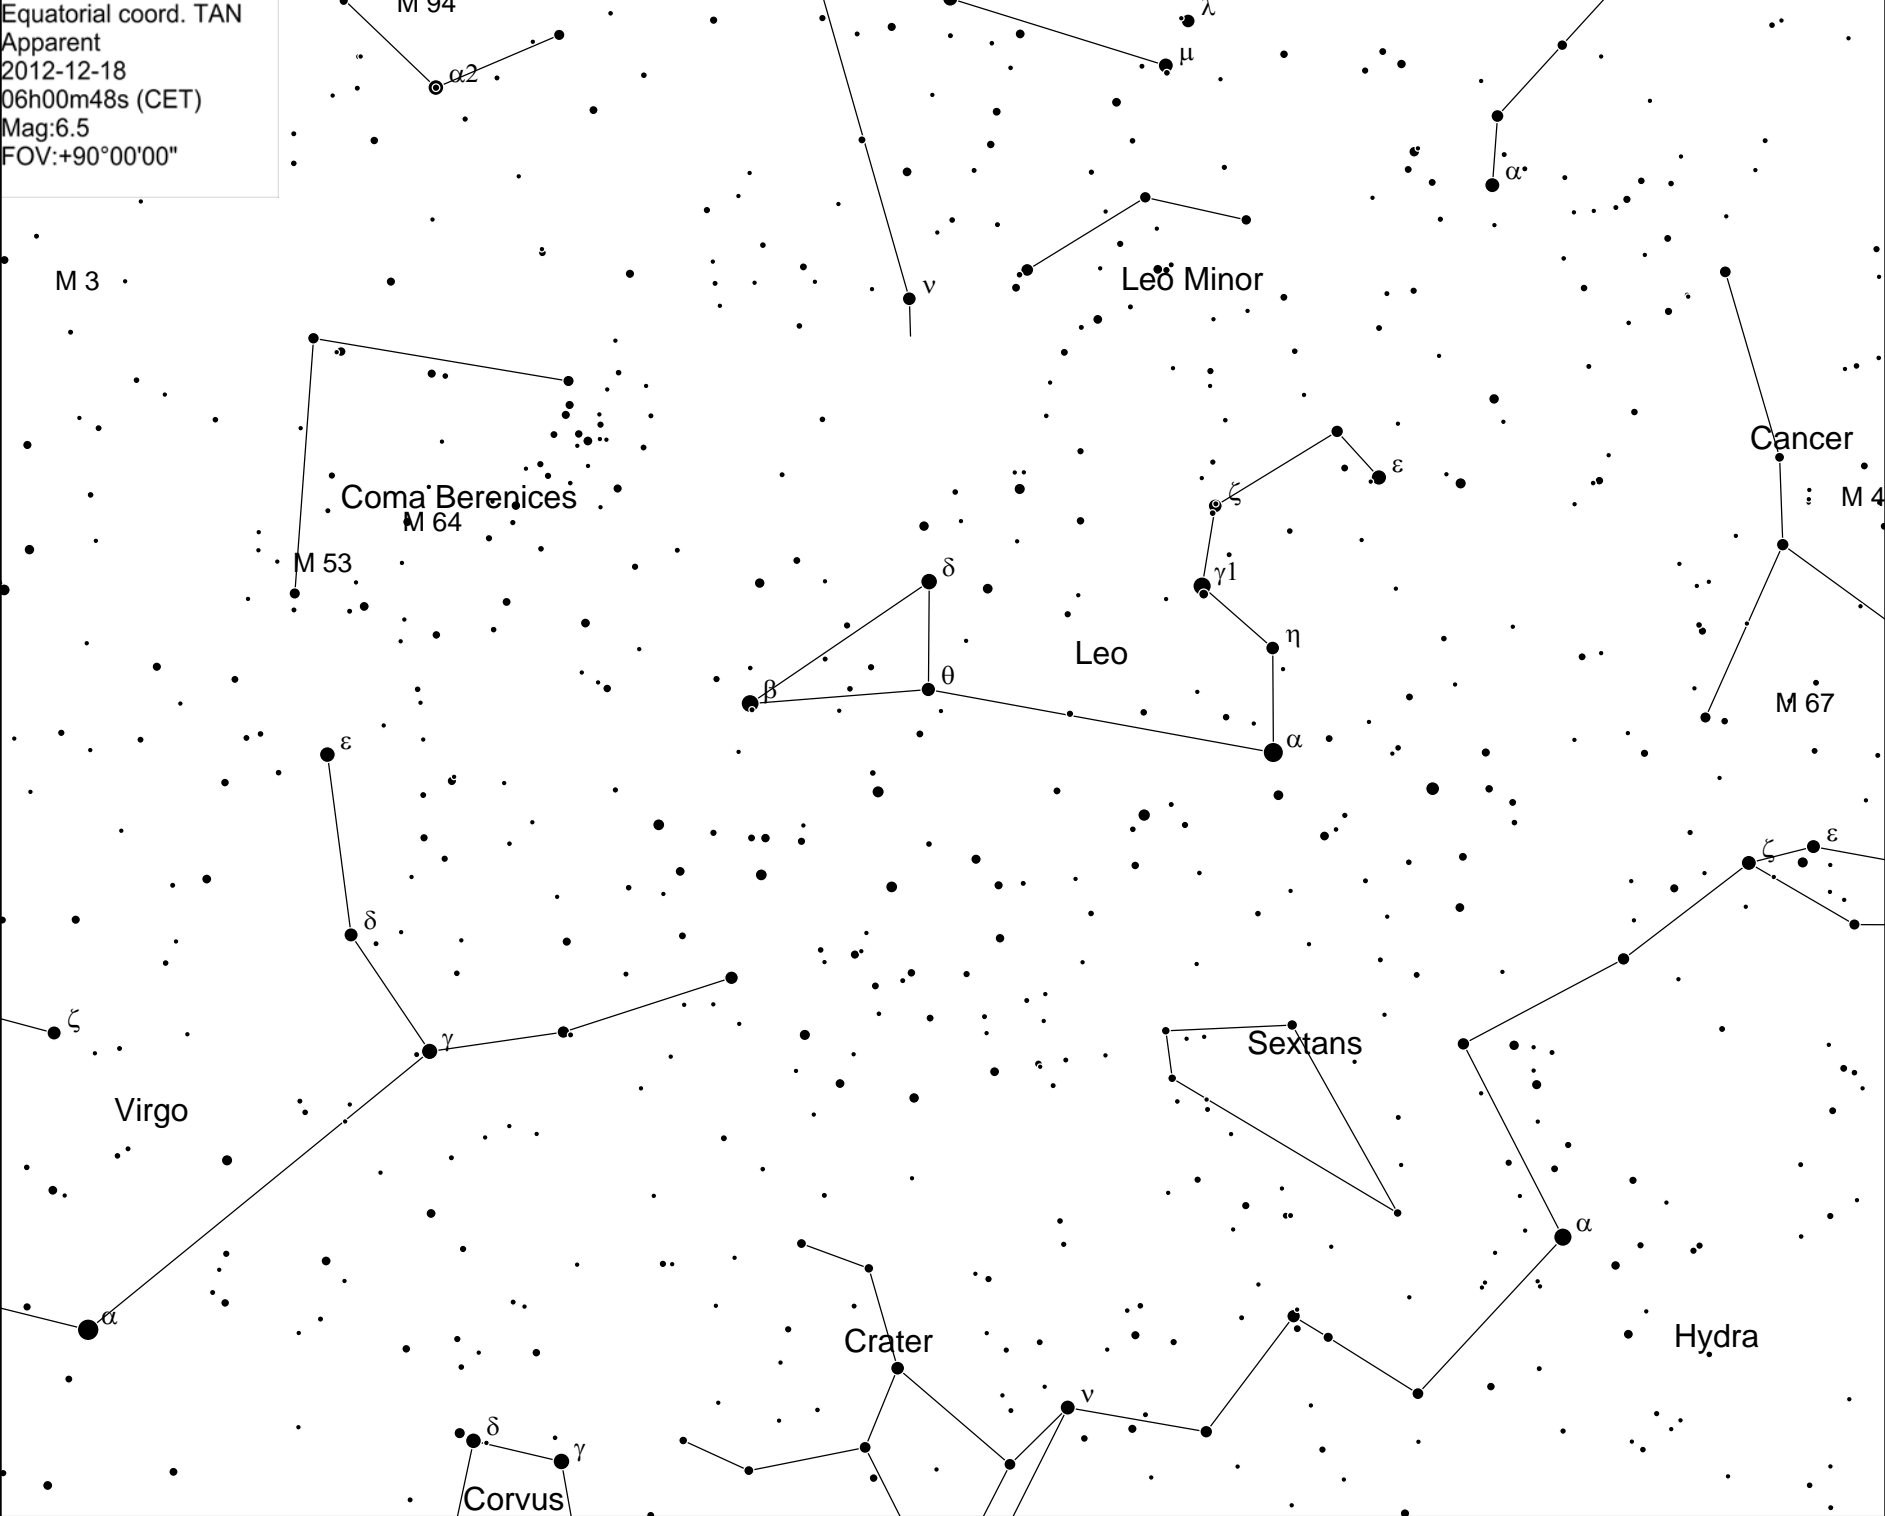 Equatorial coord. TAN
Apparent
2012-12-18
06h00m48s (CET)
Mag:6.5
FOV:+90°00'00"
M 94
λ
μ
α2
α
M 3
ν
Leo Minor
Cancer
ε
ζ
M 4
Coma Berenices
M 64
M 53
δ
γ1
η
Leo
θ
β
M 67
α
ε
ε
ζ
δ
ζ
γ
Sextans
Virgo
α
α
Crater
Hydra
ν
δ
γ
Corvus